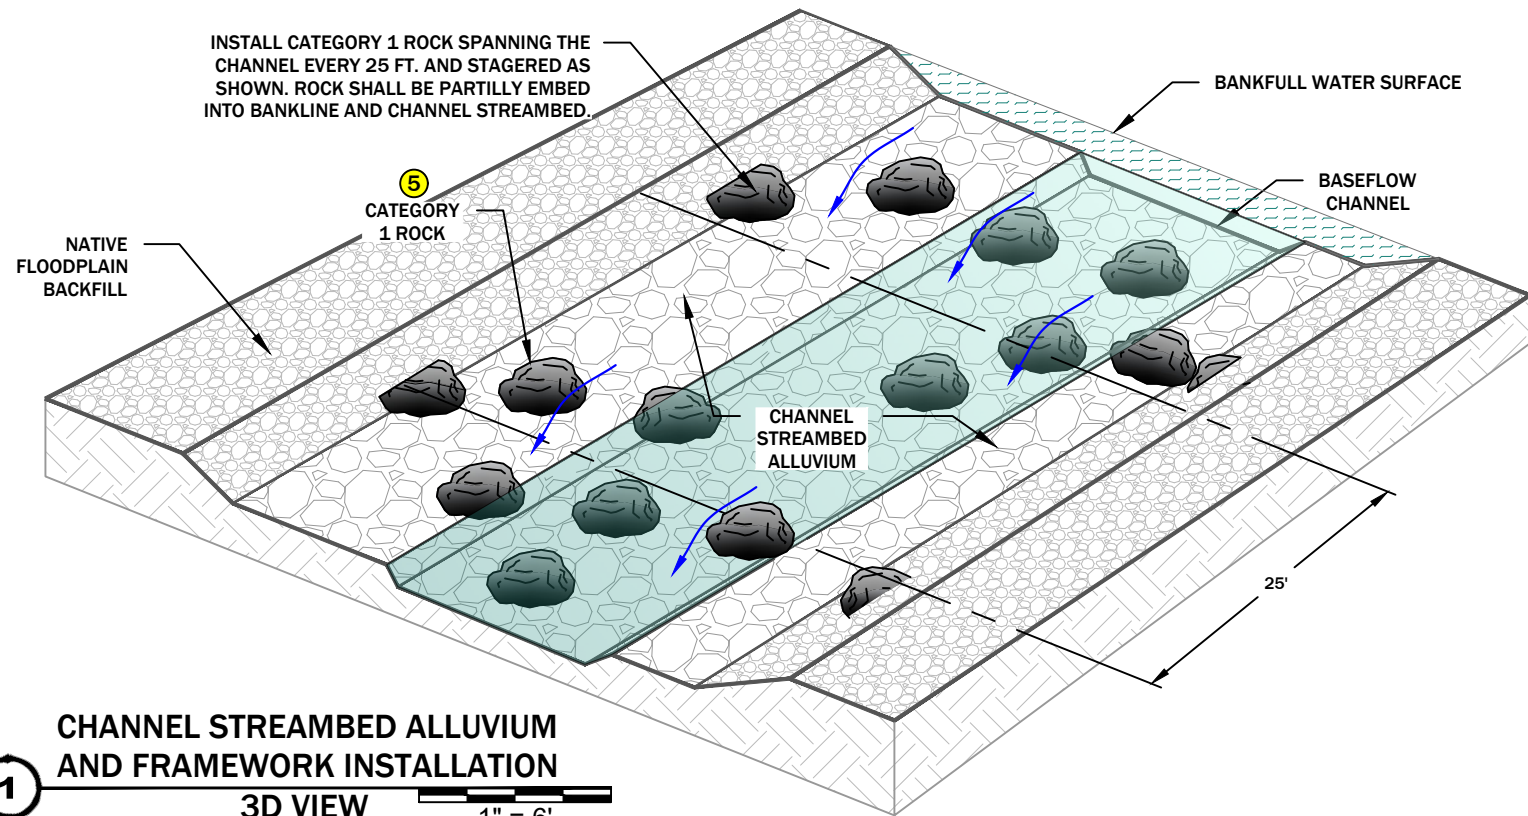 INSTALL CATEGORY 1 ROCK SPANNING THE
CHANNEL EVERY 25 FT. AND STAGERED AS
SHOWN. ROCK SHALL BE PARTILLY EMBED
INTO BANKLINE AND CHANNEL STREAMBED.
BANKFULL WATER SURFACE
5
CATEGORY
1 ROCK
BASEFLOW
CHANNEL
NATIVE
FLOODPLAIN
BACKFILL
CHANNEL
STREAMBED
ALLUVIUM
25'
CHANNEL STREAMBED ALLUVIUM
AND FRAMEWORK INSTALLATION
1
3D VIEW
1" = 6'